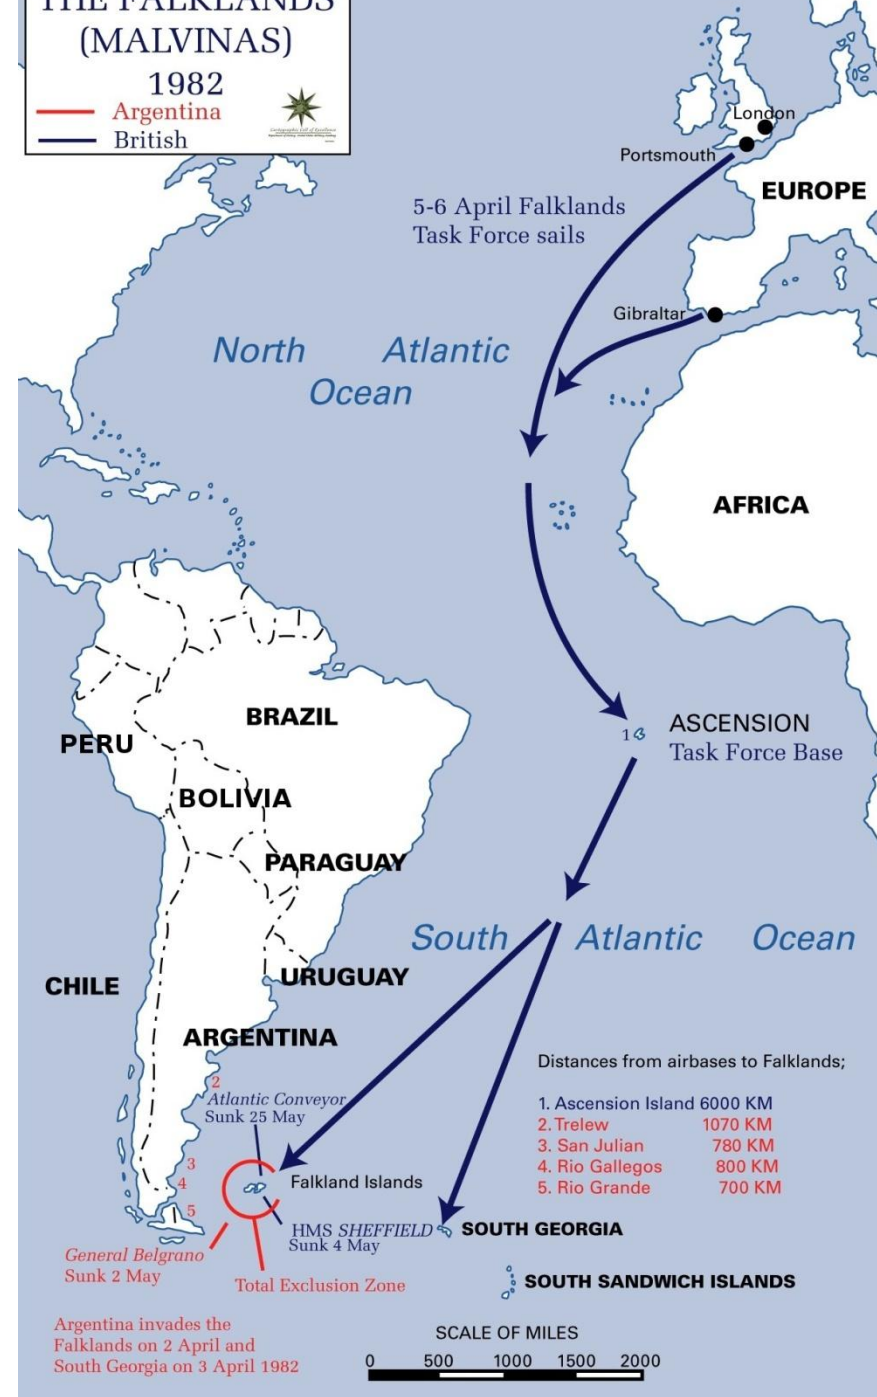 THE FALKLANDS
(MALVINAS)
1982
Argentina
British
London
Portsmouth
EUROPE
5-6 April Falklands
Task Force sails
Gibraltar
North Atlantic
Ocean
AFRICA
BRAZIL
PERU
ASCENSION
1
Task Force Base
BOLIVIA
PARAGUAY
South Atlantic Ocean
URUGUAY
CHILE
ARGENTINA
Distances from airbases to Falklands;
1. Ascension Island 6000 KM
2. Trelew 1070 KM
3. San Julian 780 KM
4. Rio Gallegos 800 KM
5. Rio Grande 700 KM
2
Atlantic Conveyor
Sunk 25 May
3
4
5
Falkland Islands
HMS SHEFFIELD
Sunk 4 May
SOUTH GEORGIA
General Belgrano
Sunk 2 May
Total Exclusion Zone
SOUTH SANDWICH ISLANDS
Argentina invades the
Falklands on 2 April and
South Georgia on 3 April 1982
SCALE OF MILES
0 500 1000 1500 2000